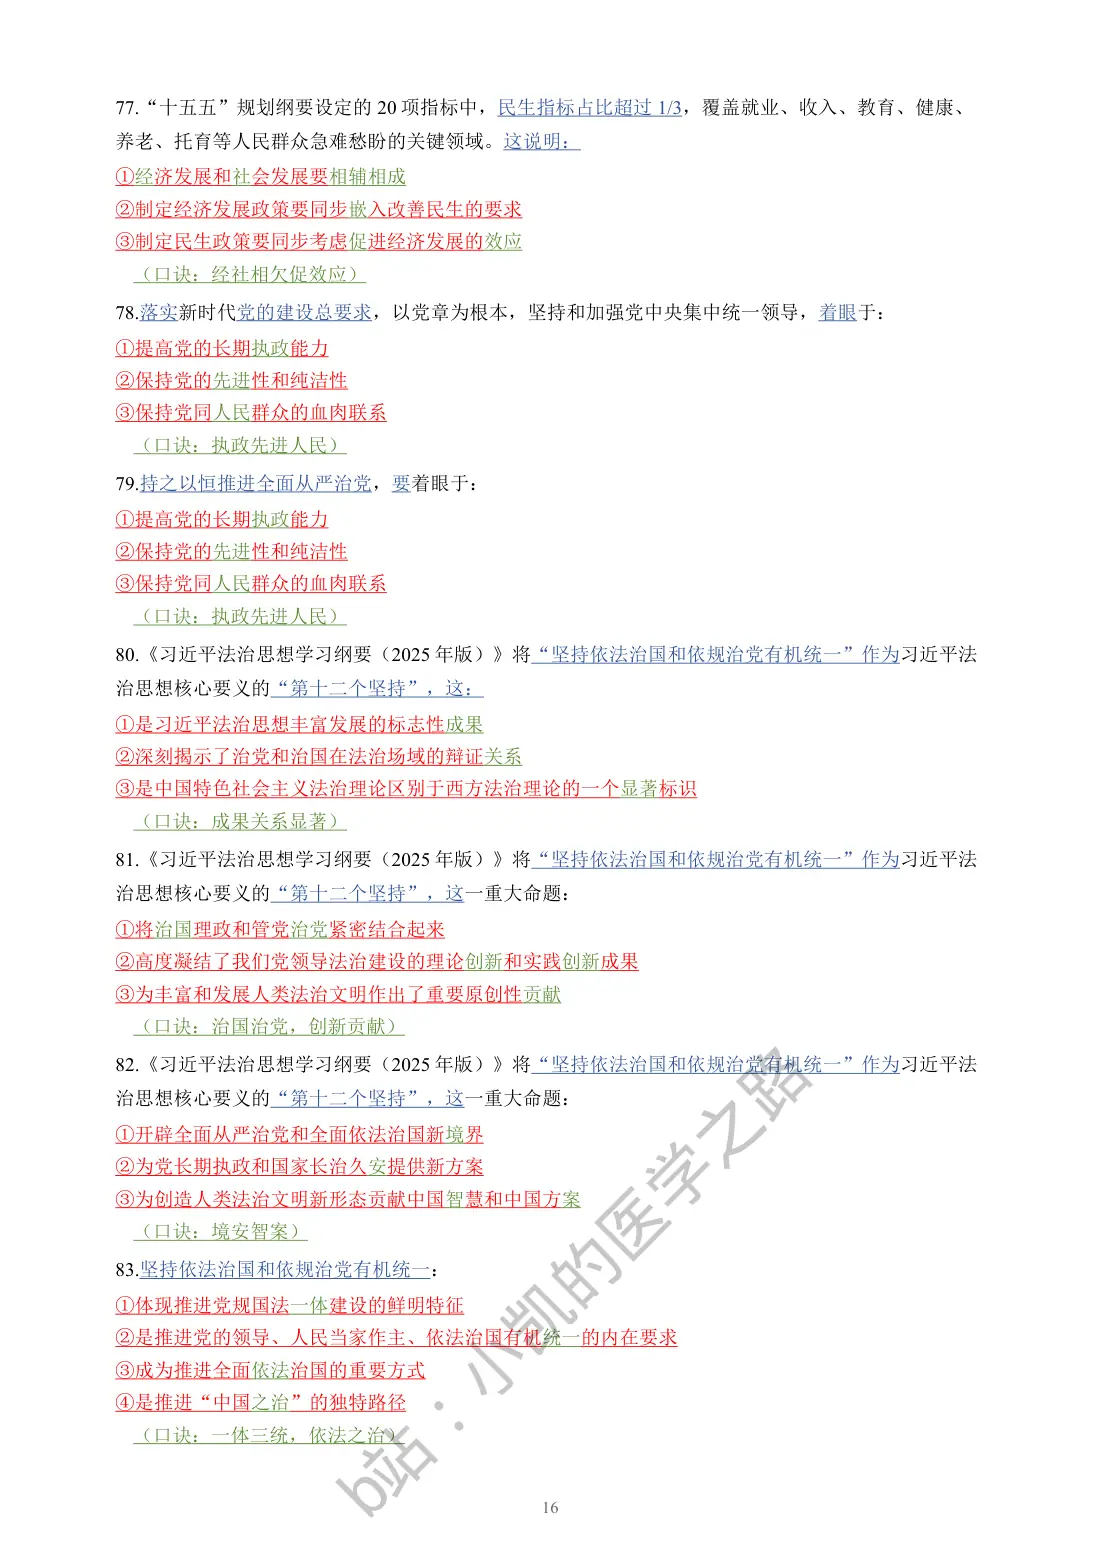 77.“十五五”规划纲要设定的 20 项指标中，民生指标占比超过 1/3，覆盖就业、收入、教育、健康、
养老、托育等人民群众急难愁盼的关键领域。这说明：
①经济发展和社会发展要相辅相成
②制定经济发展政策要同步嵌入改善民生的要求
③制定民生政策要同步考虑促进经济发展的效应
（口诀：经社相欠促效应）
78.落实新时代党的建设总要求，以党章为根本，坚持和加强党中央集中统一领导，着眼于：
①提高党的长期执政能力
②保持党的先进性和纯洁性
③保持党同人民群众的血肉联系
（口诀：执政先进人民）
79.持之以恒推进全面从严治党，要着眼于：
①提高党的长期执政能力
②保持党的先进性和纯洁性
③保持党同人民群众的血肉联系
（口诀：执政先进人民）
80.《习近平法治思想学习纲要（2025 年版）》将“坚持依法治国和依规治党有机统一”作为习近平法
治思想核心要义的“第十二个坚持”，这：
①是习近平法治思想丰富发展的标志性成果
②深刻揭示了治党和治国在法治场域的辩证关系
③是中国特色社会主义法治理论区别于西方法治理论的一个显著标识
（口诀：成果关系显著）
81.《习近平法治思想学习纲要（2025 年版）》将“坚持依法治国和依规治党有机统一”作为习近平法
治思想核心要义的“第十二个坚持”，这一重大命题：
①将治国理政和管党治党紧密结合起来
②高度凝结了我们党领导法治建设的理论创新和实践创新成果
③为丰富和发展人类法治文明作出了重要原创性贡献
（口诀：治国治党，创新贡献）
82.《习近平法治思想学习纲要（2025 年版）》将“坚持依法治国和依规治党有机统一”作为习近平法
治思想核心要义的“第十二个坚持”，这一重大命题：
①开辟全面从严治党和全面依法治国新境界
②为党长期执政和国家长治久安提供新方案
③为创造人类法治文明新形态贡献中国智慧和中国方案
（口诀：境安智案）
83.坚持依法治国和依规治党有机统一：
①体现推进党规国法一体建设的鲜明特征
②是推进党的领导、人民当家作主、依法治国有机统一的内在要求
③成为推进全面依法治国的重要方式
④是推进“中国之治”的独特路径
（口诀：一体三统，依法之治）
b站：小凯的医学之路
16